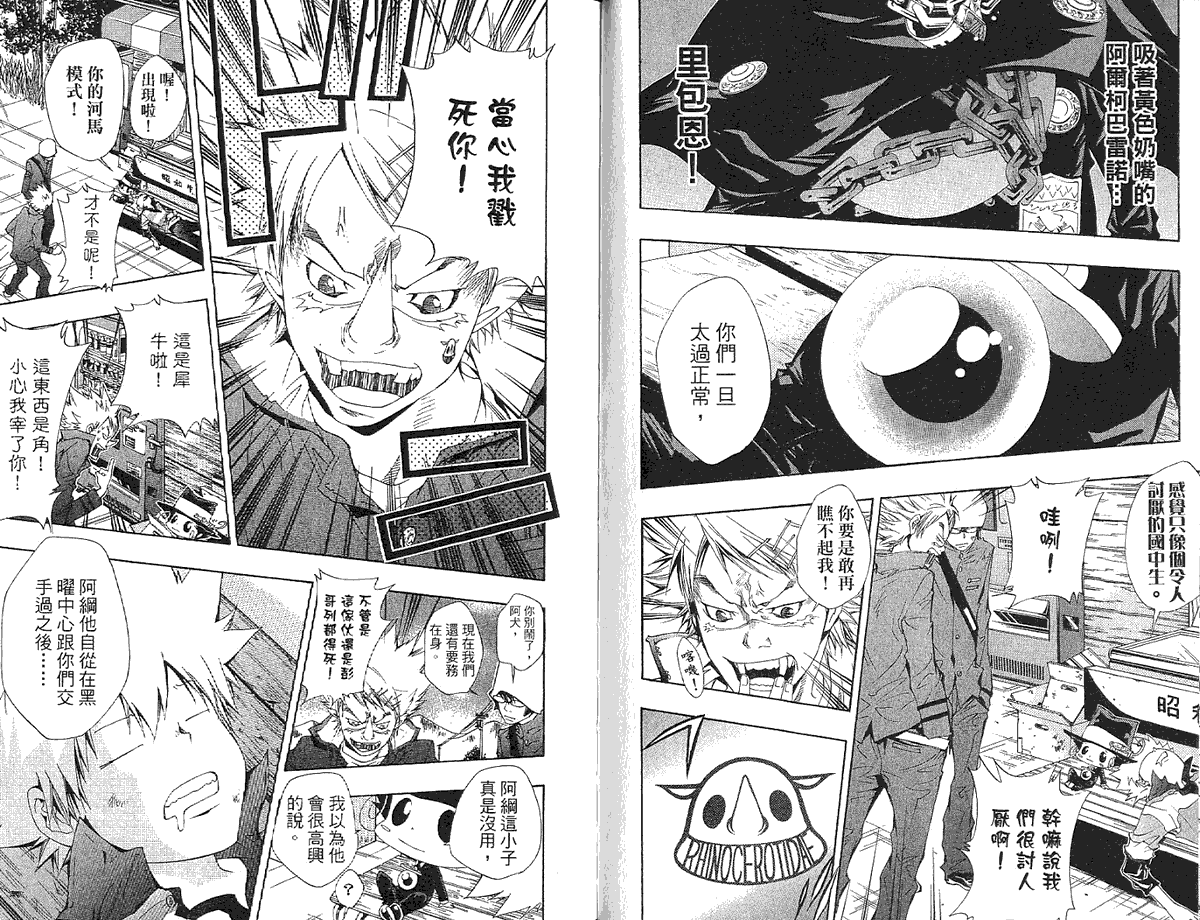 吸著黃色奶嘴的
阿爾柯巴雷諾…
里包恩！
你們一旦
太過正常，
感覺只像個令人
討厭的國中生。
哇咧！
昭和
幹嘛說我
們很討人
厭啊！
你要是敢再
瞧不起我！
喀嘰！
RHINOCEROTIDAE
當心我戳
死你！
喔！
出現啦！
你的河馬
模式！
才不是呢！
這是犀
牛啦！
這東西是角！
小心我宰了你！
你別鬧了，
阿犬，
現在我們
還有要務
在身。
不管是
這傢伙還是彭
哥列都得死！
阿綱這小子
真是沒用，
我以為他
會很高興
的說。
？
阿綱他自從在黑
曜中心跟你們交
手過之後……